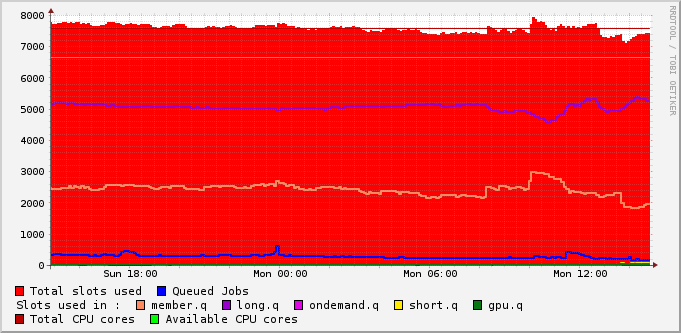 8000
7000
6000
5000
4000
3000
2000
1000
0
Sun 18:00 Mon 00:00 Mon 06:00 Mon 12:00
RRDTOOL / TOBI OETIKER
Total slots used Queued Jobs
Slots used in : member.q long.q ondemand.q short.q gpu.q
Total CPU cores Available CPU cores